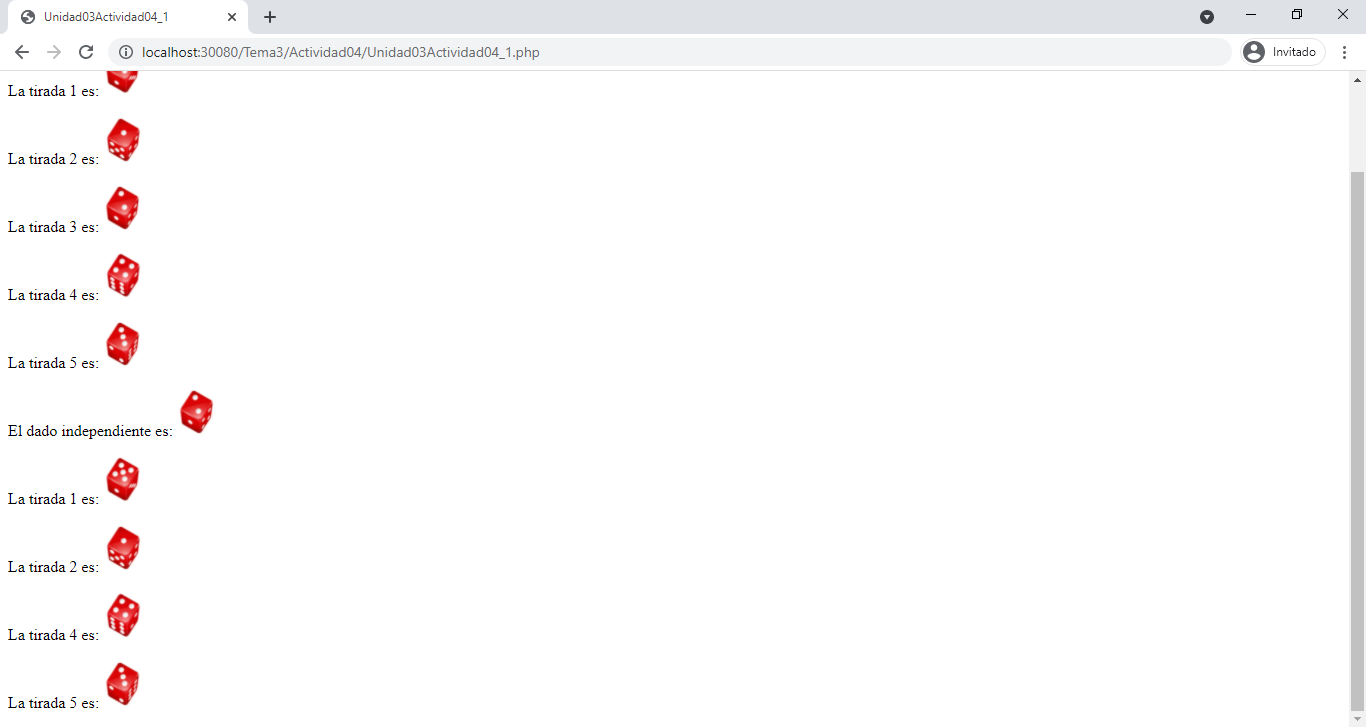 Unidad03Actividad04_1
localhost:30080/Tema3/Actividad04/Unidad03Actividad04_1.php
Invitado
La tirada 1 es:
La tirada 2 es:
La tirada 3 es:
La tirada 4 es:
La tirada 5 es:
El dado independiente es:
La tirada 1 es:
La tirada 2 es:
La tirada 4 es:
La tirada 5 es: